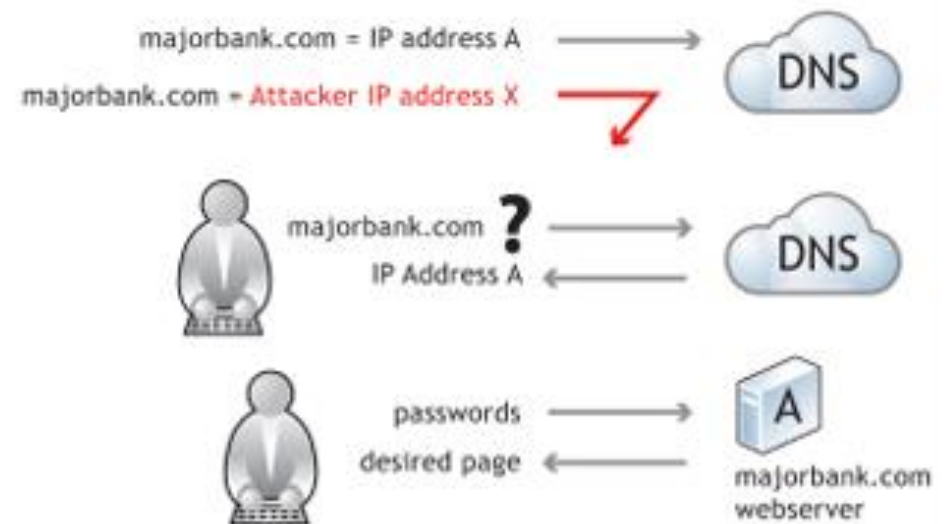 majorbank.com = IP address A
DNS
majorbank.com = Attacker IP address X
majorbank.com ?
DNS
IP Address A
passwords
A
desired page
majorbank.com
webserver